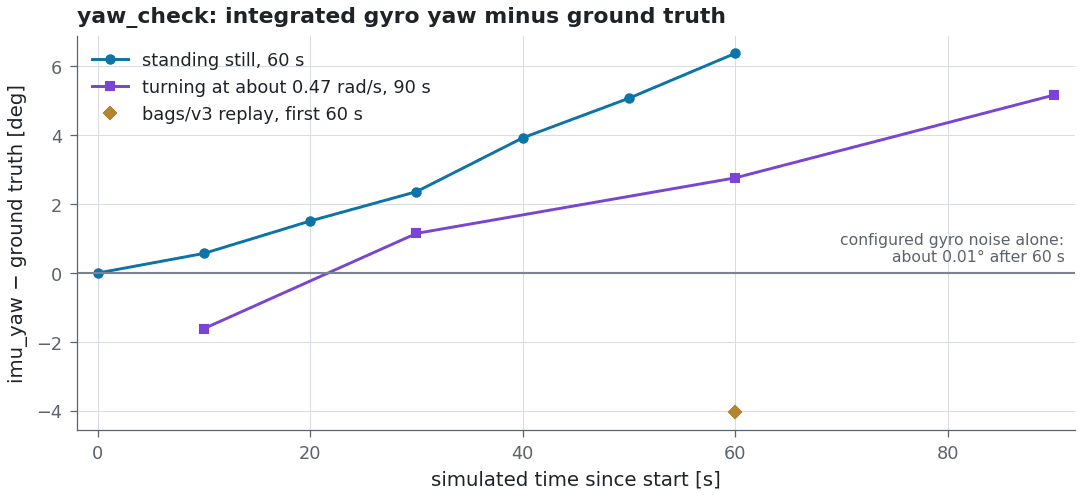 yaw_check: integrated gyro yaw minus ground truth
standing still, 60 s
turning at about 0.47 rad/s, 90 s
bags/v3 replay, first 60 s
imu_yaw − ground truth [deg]
6
4
2
0
−2
−4
configured gyro noise alone:
about 0.01° after 60 s
0
20
40
60
80
simulated time since start [s]